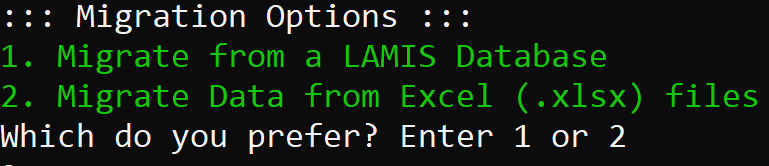 ::: Migration Options :::
1. Migrate from a LAMIS Database
2. Migrate Data from Excel (.xlsx) files
Which do you prefer? Enter 1 or 2